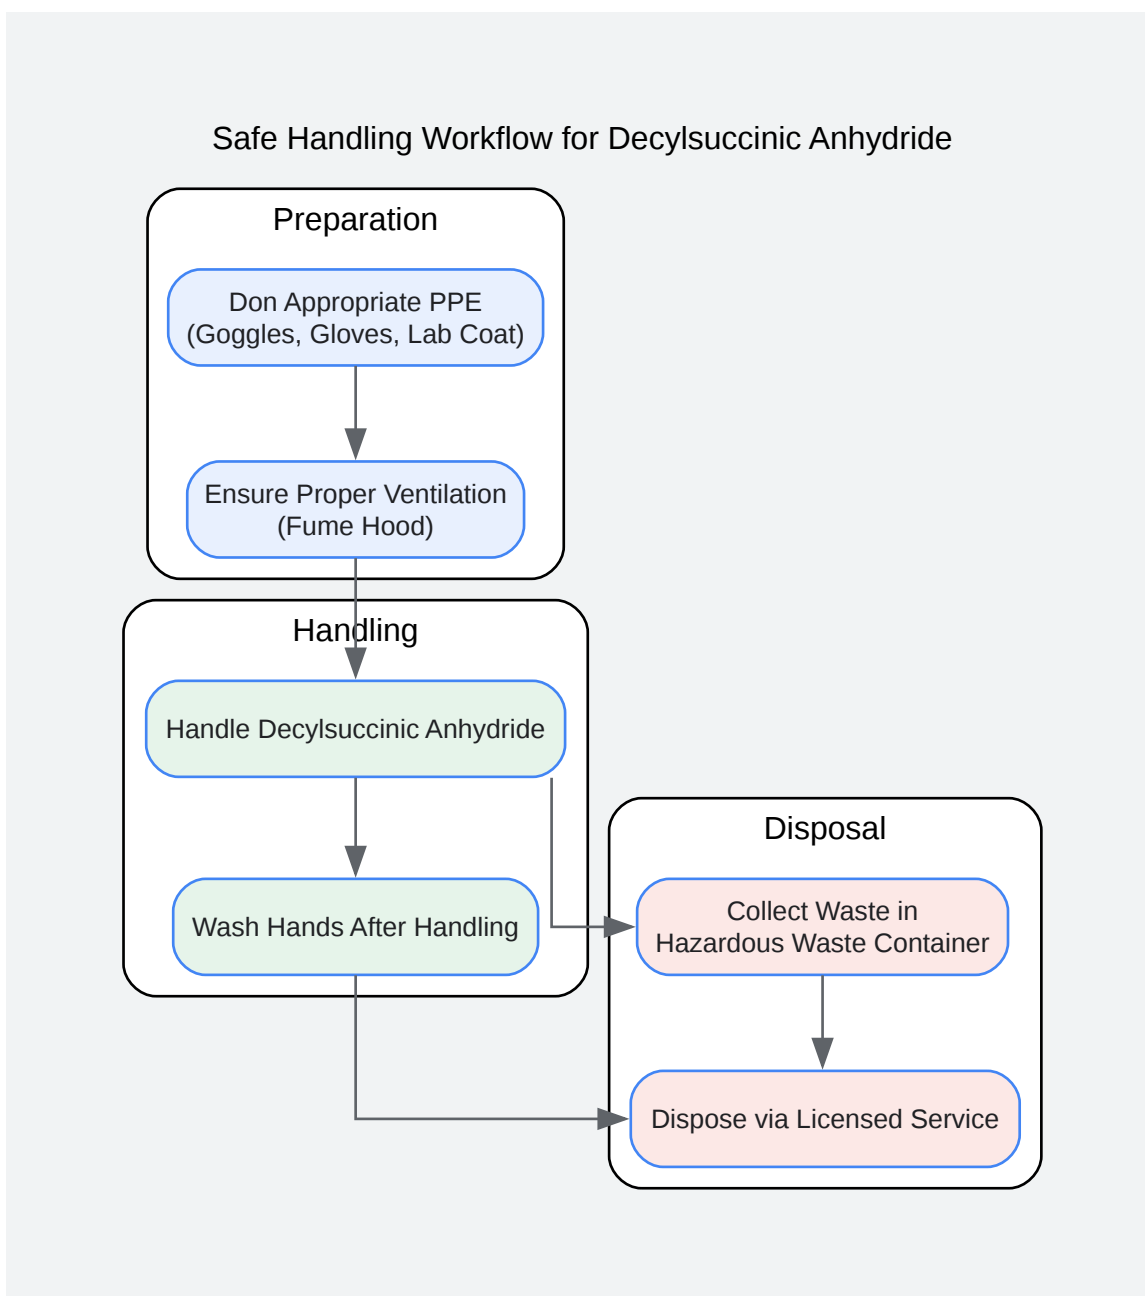 Safe Handling Workflow for Decylsuccinic Anhydride
Preparation
Don Appropriate PPE
(Goggles, Gloves, Lab Coat)
Ensure Proper Ventilation
(Fume Hood)
Handling
Handle Decylsuccinic Anhydride
Wash Hands After Handling
Disposal
Collect Waste in
Hazardous Waste Container
Dispose via Licensed Service